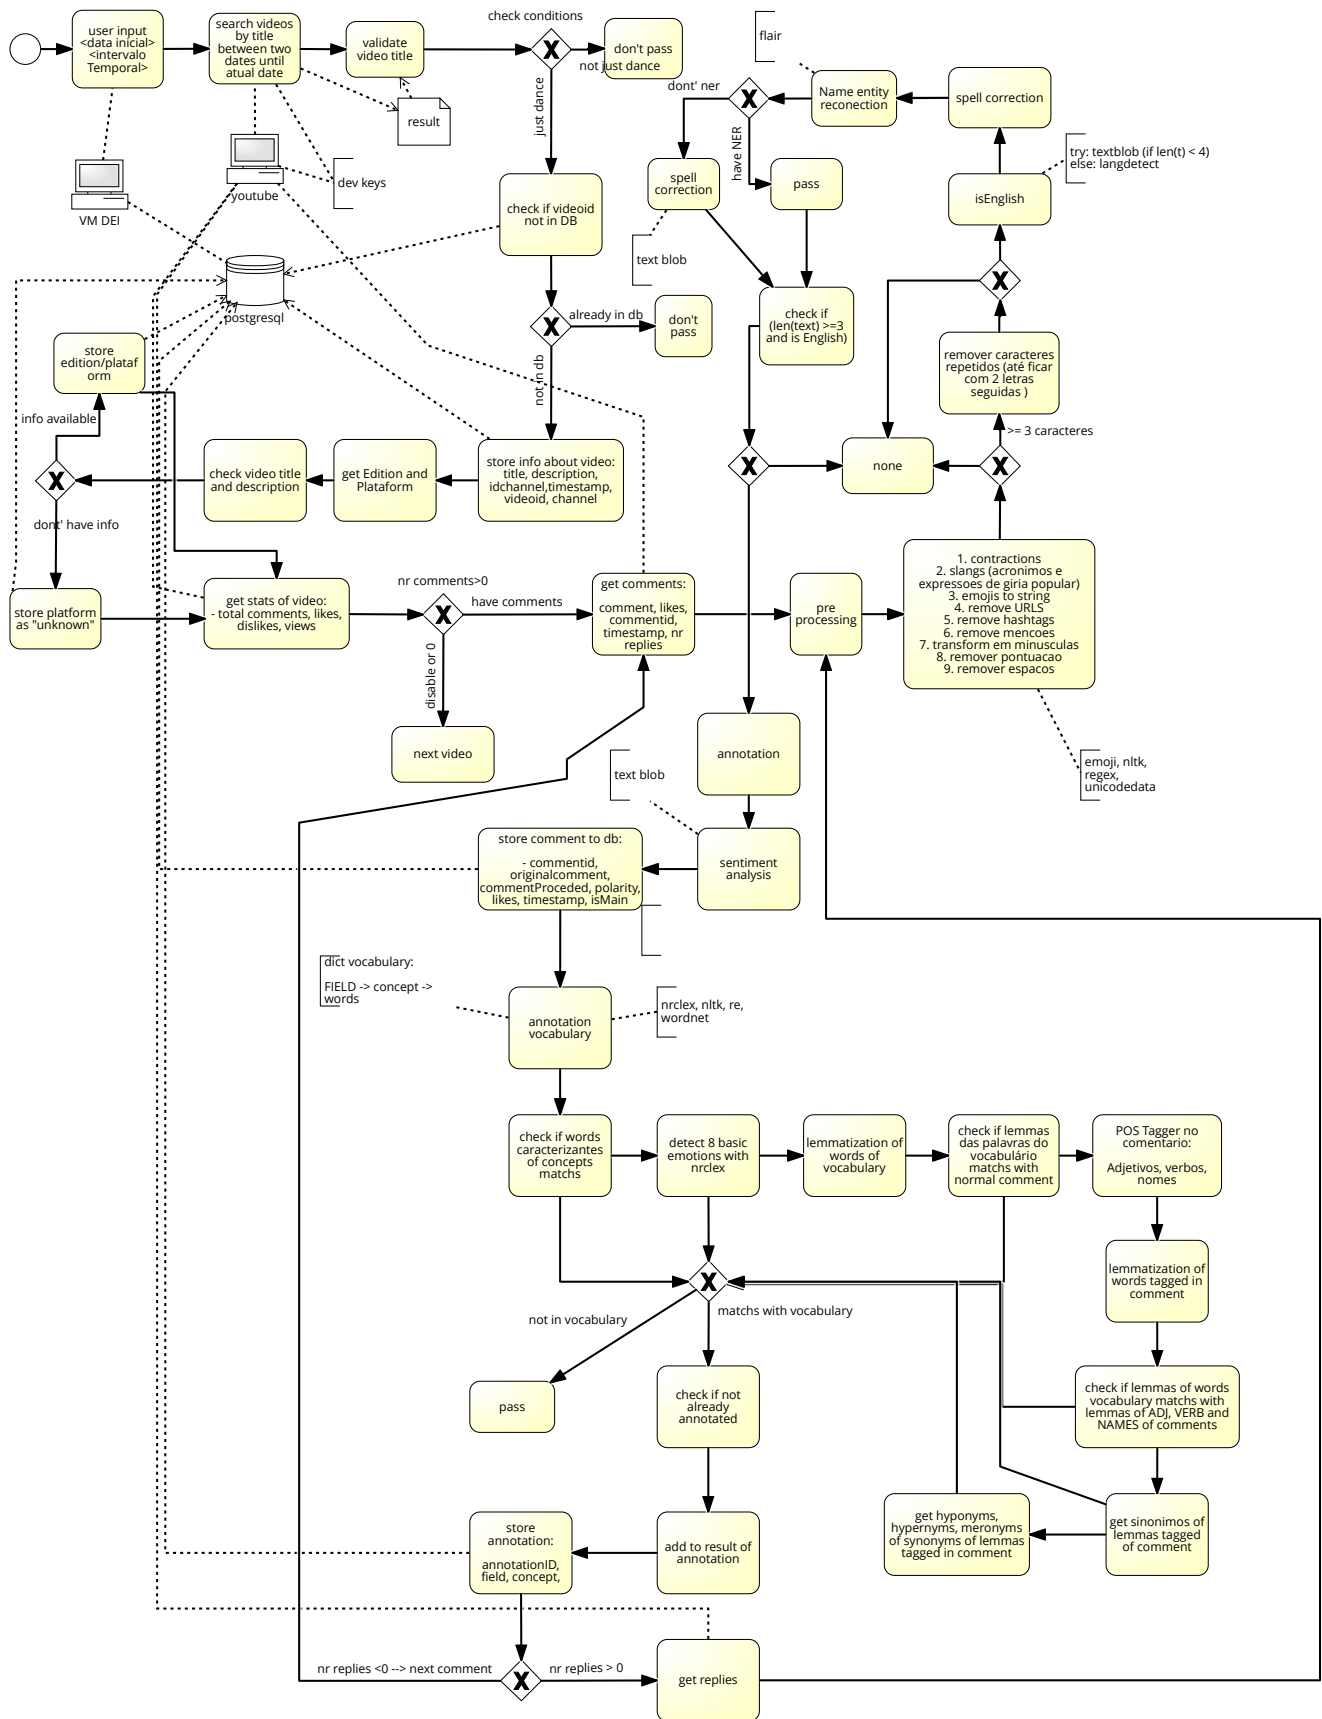 user input
<data inicial>
<intervalo
Temporal>
search videos
by title
between two
dates until
atual date
validate
video title
check conditions
don't pass
not just dance
just dance
result
VM DEI
youtube
dev keys
postgresql
check if videoid
not in DB
already in db
don't
pass
not in db
flair
dont' ner
have NER
Name entity
reconection
spell correction
try: textblob (if len(t) < 4)
else: langdetect
isEnglish
spell
correction
pass
text blob
check if
(len(text) >=3
and is English)
remover caracteres
repetidos (até ficar
com 2 letras
seguidas )
>= 3 caracteres
none
store
edition/plataf
orm
info available
dont' have info
check video title
and description
get Edition and
Plataform
store info about video:
title, description,
idchannel,timestamp,
videoid, channel
store platform
as "unknown"
get stats of video:
- total comments, likes,
dislikes, views
nr comments>0
have comments
disable or 0
next video
get comments:
comment, likes,
commentid,
timestamp, nr
replies
pre
processing
1. contractions
2. slangs (acronimos e
expressoes de giria popular)
3. emojis to string
4. remove URLS
5. remove hashtags
6. remove mencoes
7. transform em minusculas
8. remover pontuacao
9. remover espacos
emoji, nltk,
regex,
unicodedata
annotation
text blob
sentiment
analysis
store comment to db:
- commentid,
originalcomment,
commentProceded, polarity,
likes, timestamp, isMain
dict vocabulary:
FIELD -> concept ->
words
annotation
vocabulary
nrclex, nltk, re,
wordnet
check if words
caracterizantes
of concepts
matchs
detect 8 basic
emotions with
nrclex
lemmatization of
words of
vocabulary
check if lemmas
das palavras do
vocabulário
matchs with
normal comment
POS Tagger no
comentario:
Adjetivos, verbos,
nomes
lemmatization of
words tagged in
comment
not in vocabulary
matchs with vocabulary
pass
check if not
already
annotated
check if lemmas of words
vocabulary matchs with
lemmas of ADJ, VERB and
NAMES of comments
get sinonimos of
lemmas tagged
of comment
get hyponyms,
hypernyms, meronyms
of synonyms of lemmas
tagged in comment
add to result of
annotation
store
annotation:
annotationID,
field, concept,
nr replies <0 --> next comment
nr replies > 0
get replies